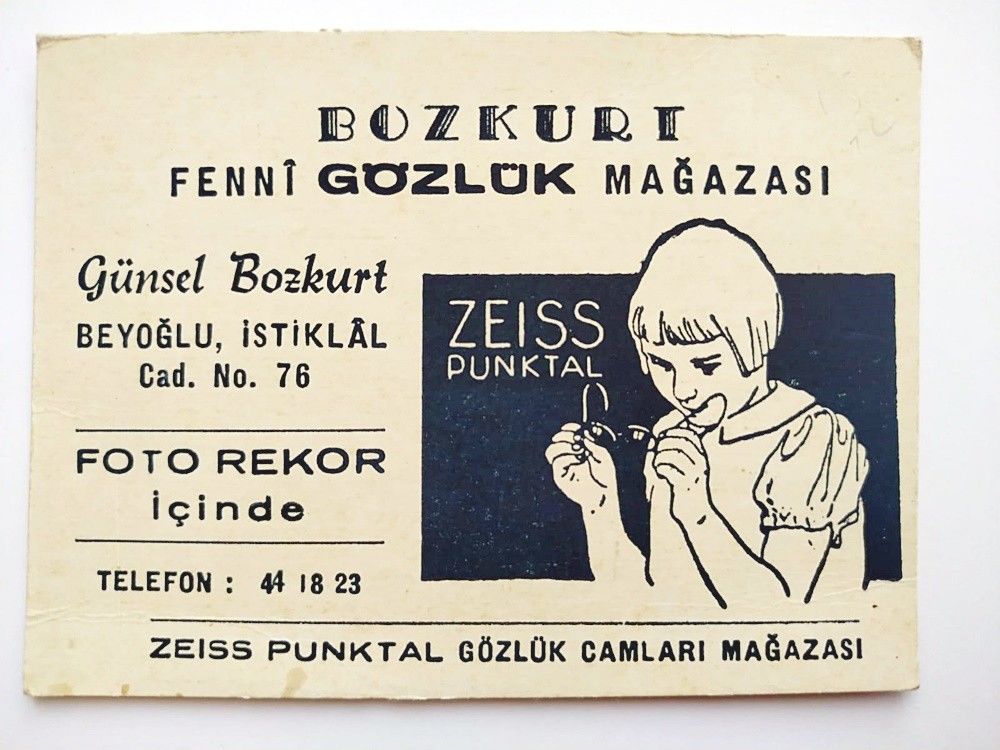 BOZKURT
FENNÎ GÖZLÜK MAĞAZASI
Günsel Bozkurt
BEYOĞLU, İSTİKLÂL
Cad. No. 76
FOTO REKOR
İçinde
TELEFON : 44 18 23
ZEISS
PUNKTAL
ZEISS PUNKTAL GÖZLÜK CAMLARI MAĞAZASI